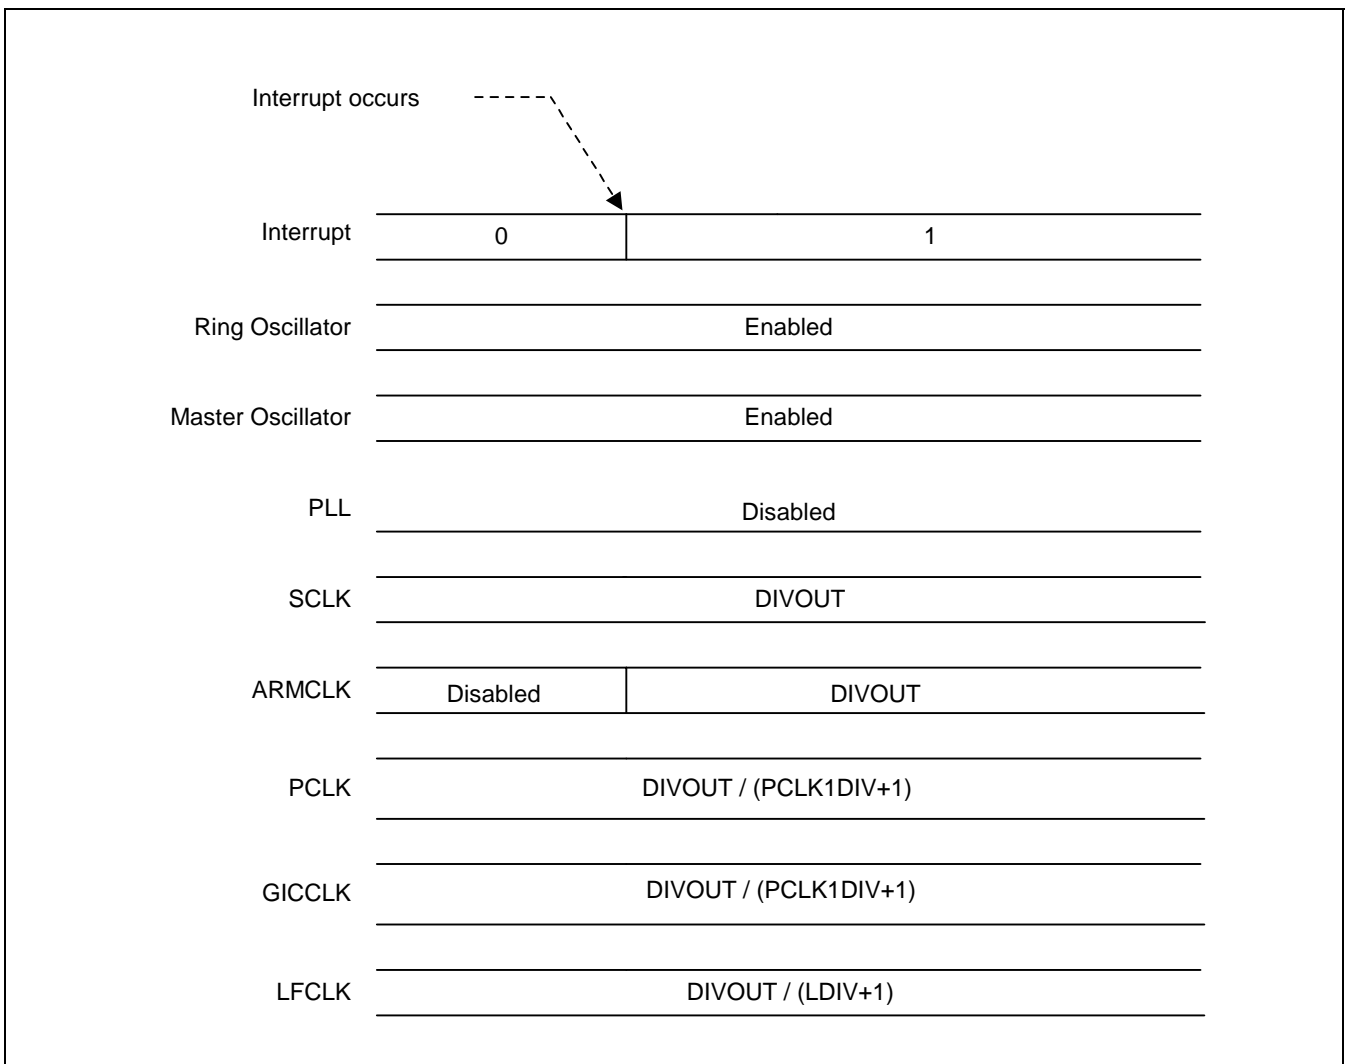 Interrupt occurs
Interrupt 0 1
Ring Oscillator Enabled
Master Oscillator Enabled
PLL Disabled
SCLK DIVOUT
ARMCLK Disabled DIVOUT
PCLK DIVOUT / (PCLK1DIV+1)
GICCLK DIVOUT / (PCLK1DIV+1)
LFCLK DIVOUT / (LDIV+1)